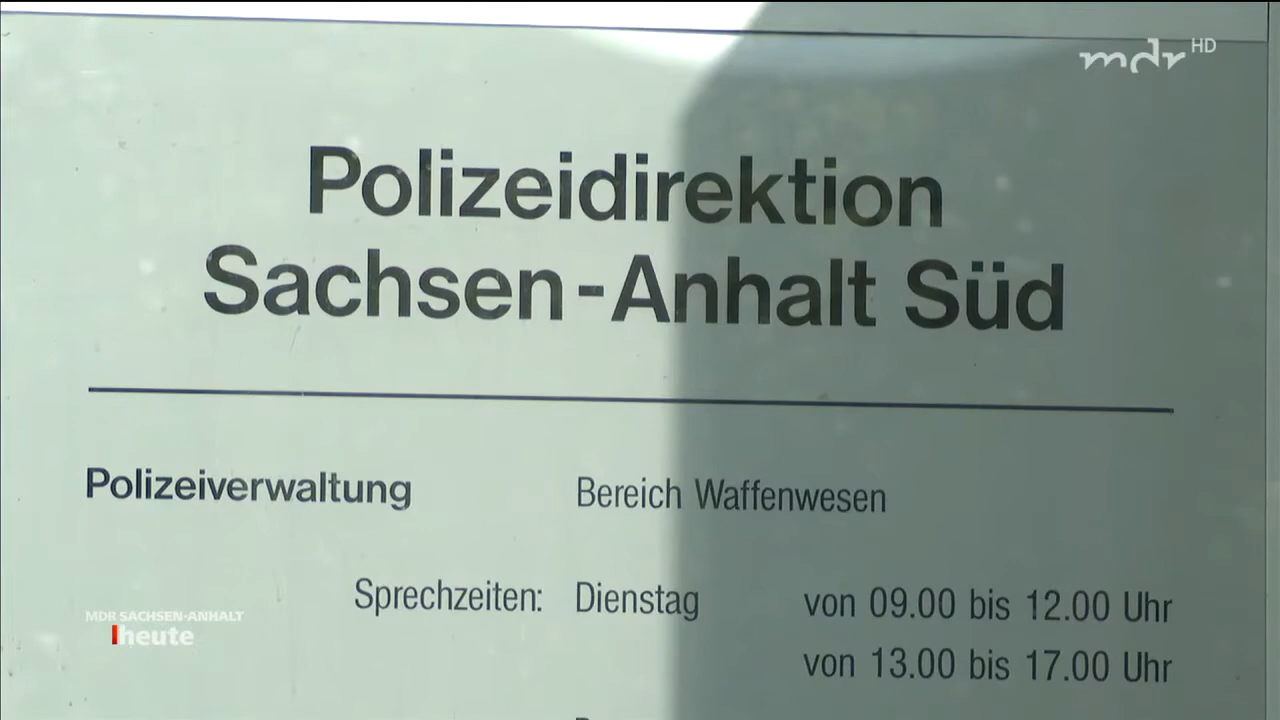 mdr HD
Polizeidirektion
Sachsen-Anhalt Süd
Polizeiverwaltung Bereich Waffenwesen
Sprechzeiten: Dienstag von 09.00 bis 12.00 Uhr
von 13.00 bis 17.00 Uhr
MDR SACHSEN-ANHALT
heute